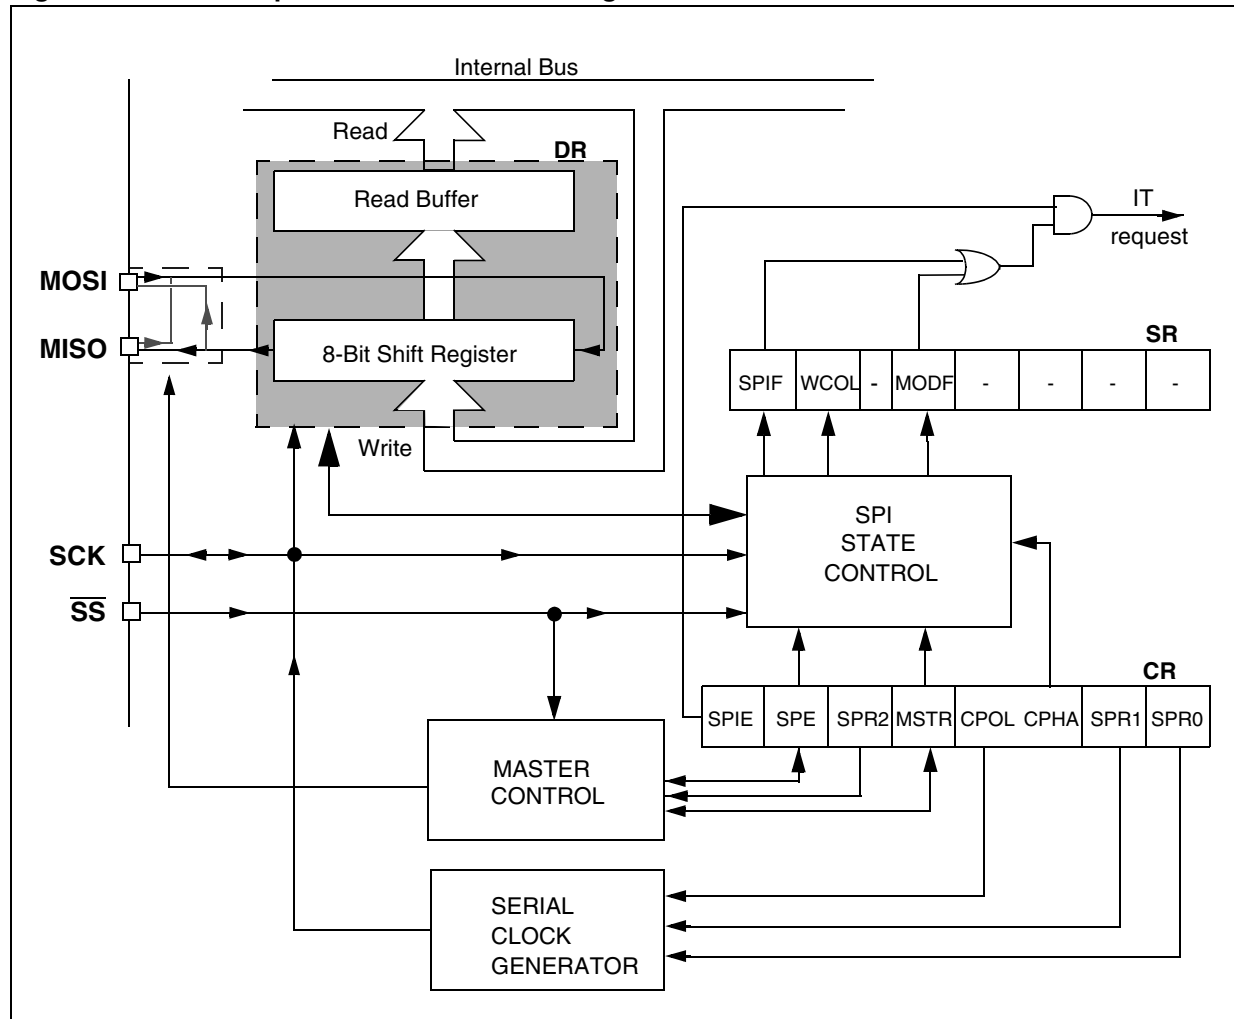 Internal Bus
Read
DR
Read Buffer
IT
request
MOSI
MISO
8-Bit Shift Register
SR
SPIF WCOL - MODF - - - -
Write
SPI
STATE
CONTROL
SCK
SS
CR
SPIE SPE SPR2 MSTR CPOL CPHA SPR1 SPR0
MASTER
CONTROL
SERIAL
CLOCK
GENERATOR